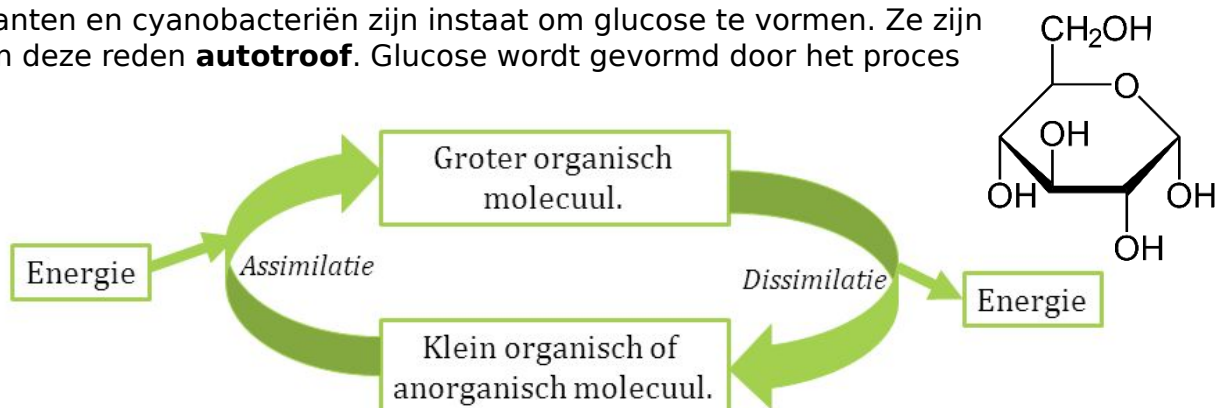 anten en cyanobacteriën zijn instaat om glucose te vormen. Ze zijn
n deze reden autotroof. Glucose wordt gevormd door het proces
CH₂OH
O
OH
OH
OH
OH
Groter organisch
molecuul.
Energie
Assimilatie
Dissimilatie
Energie
Klein organisch of
anorganisch molecuul.